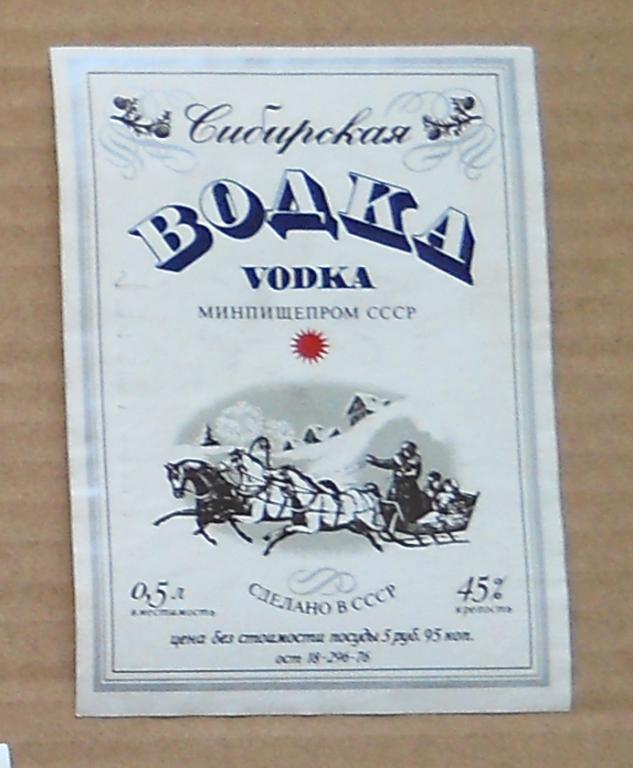 Сибирская
ВОДКА
VODKA
МИНПИЩЕПРОМ СССР
0,5 л
вместимость
СДЕЛАНО В СССР
45%
крепость
цена без стоимости посуды 5 руб. 95 коп.
ост 18-296-76